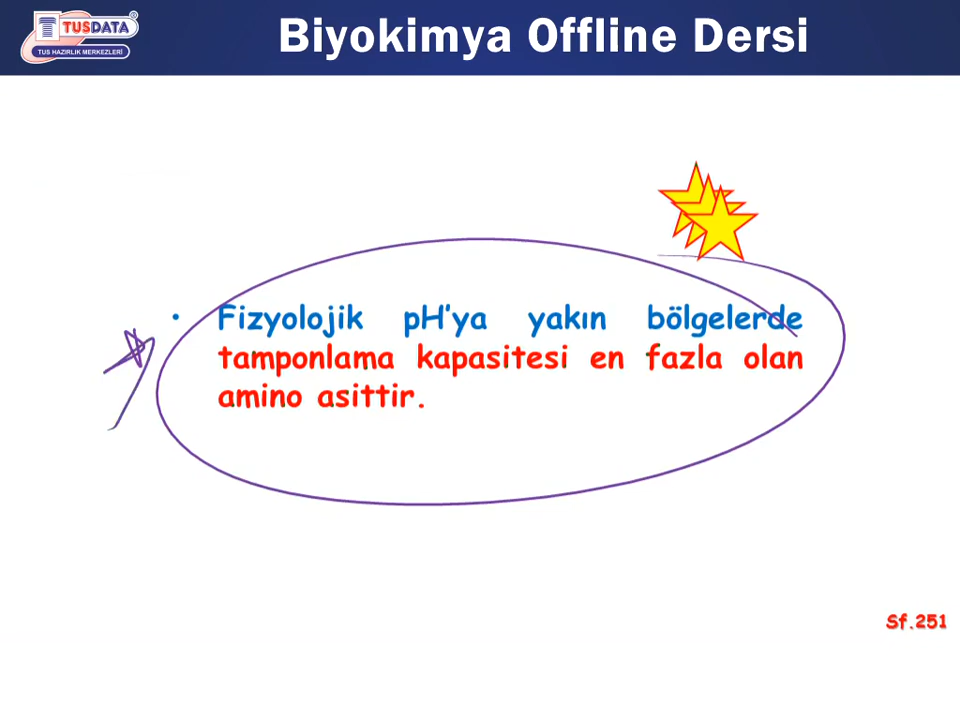 TUSDATA
TUS HAZIRLIK MERKEZLERİ
Biyokimya Offline Dersi
• Fizyolojik pH'ya yakın bölgelerde
tamponlama kapasitesi en fazla olan
amino asittir.
Sf.251